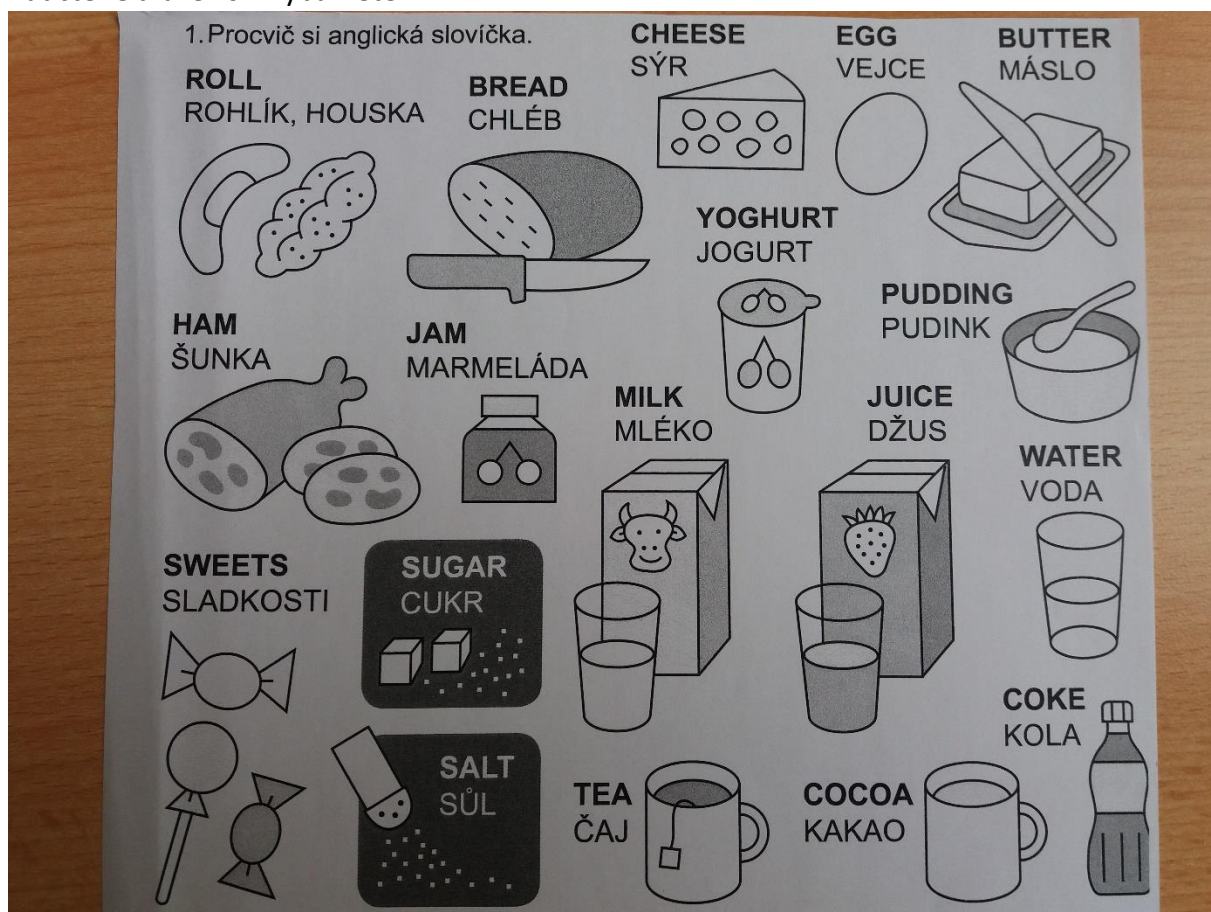 1. Procvič si anglická slovíčka.
ROLL
ROHLÍK, HOUSKA
BREAD
CHLÉB
CHEESE
SÝR
EGG
VEJCE
BUTTER
MÁSLO
YOGHURT
JOGURT
PUDDING
PUDINK
HAM
ŠUNKA
JAM
MARMELÁDA
MILK
MLÉKO
JUICE
DŽUS
WATER
VODA
SWEETS
SLADKOSTI
SUGAR
CUKR
SALT
SŮL
TEA
ČAJ
COCOA
KAKAO
COKE
KOLA